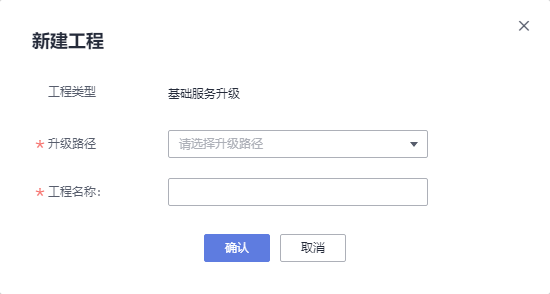 新建工程
工程类型 基础服务升级
* 升级路径 请选择升级路径
* 工程名称:
确认 取消